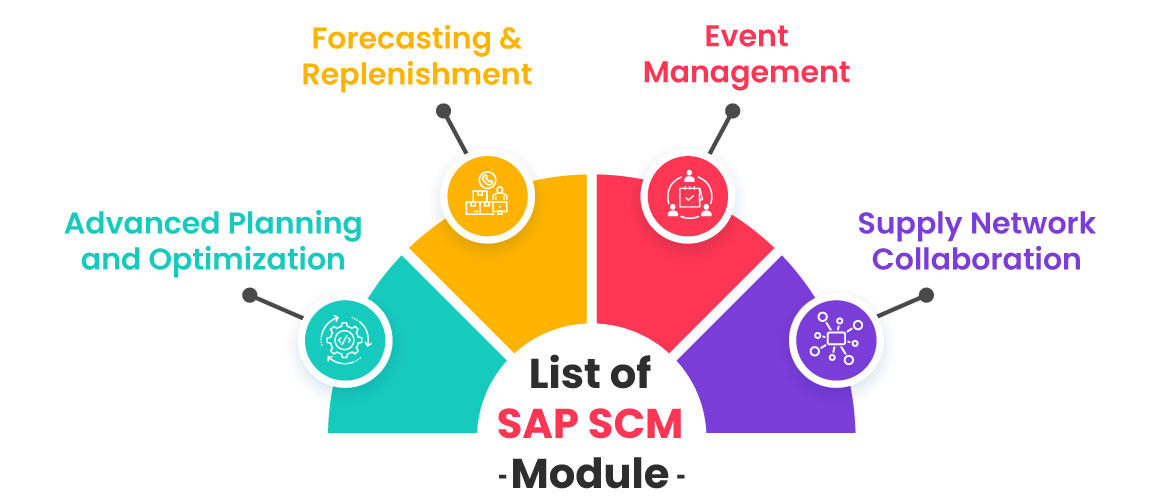 Forecasting &
Replenishment
Event
Management
Advanced Planning
and Optimization
Supply Network
Collaboration
List of
SAP SCM
-Module -